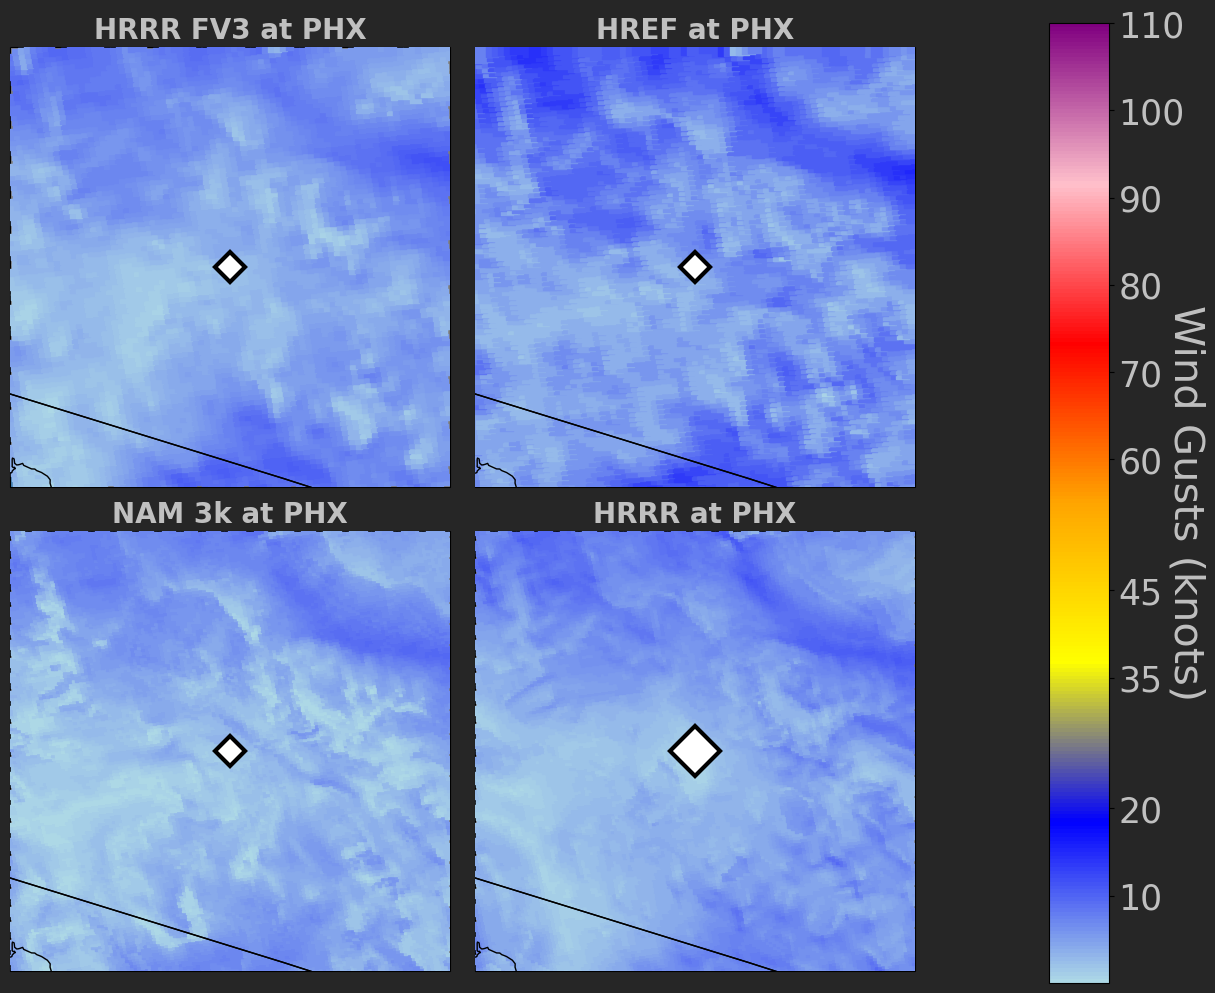 HRRR FV3 at PHX
HREF at PHX
NAM 3k at PHX
HRRR at PHX
110
100
90
80
70
60
45
35
20
10
Wind Gusts (knots)